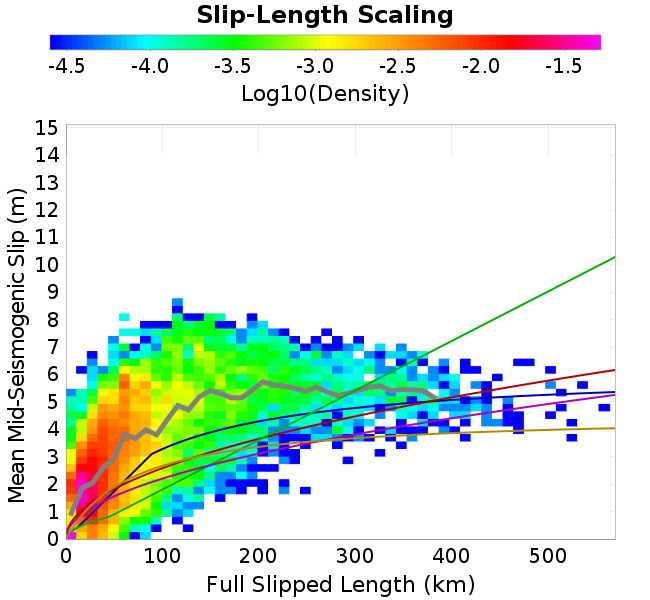 Slip-Length Scaling
-4.5 -4.0 -3.5 -3.0 -2.5 -2.0 -1.5
Log10(Density)
15
14
13
12
11
10
9
8
7
6
5
4
3
2
1
0
Mean Mid-Seismogenic Slip (m)
0 100 200 300 400 500
Full Slipped Length (km)